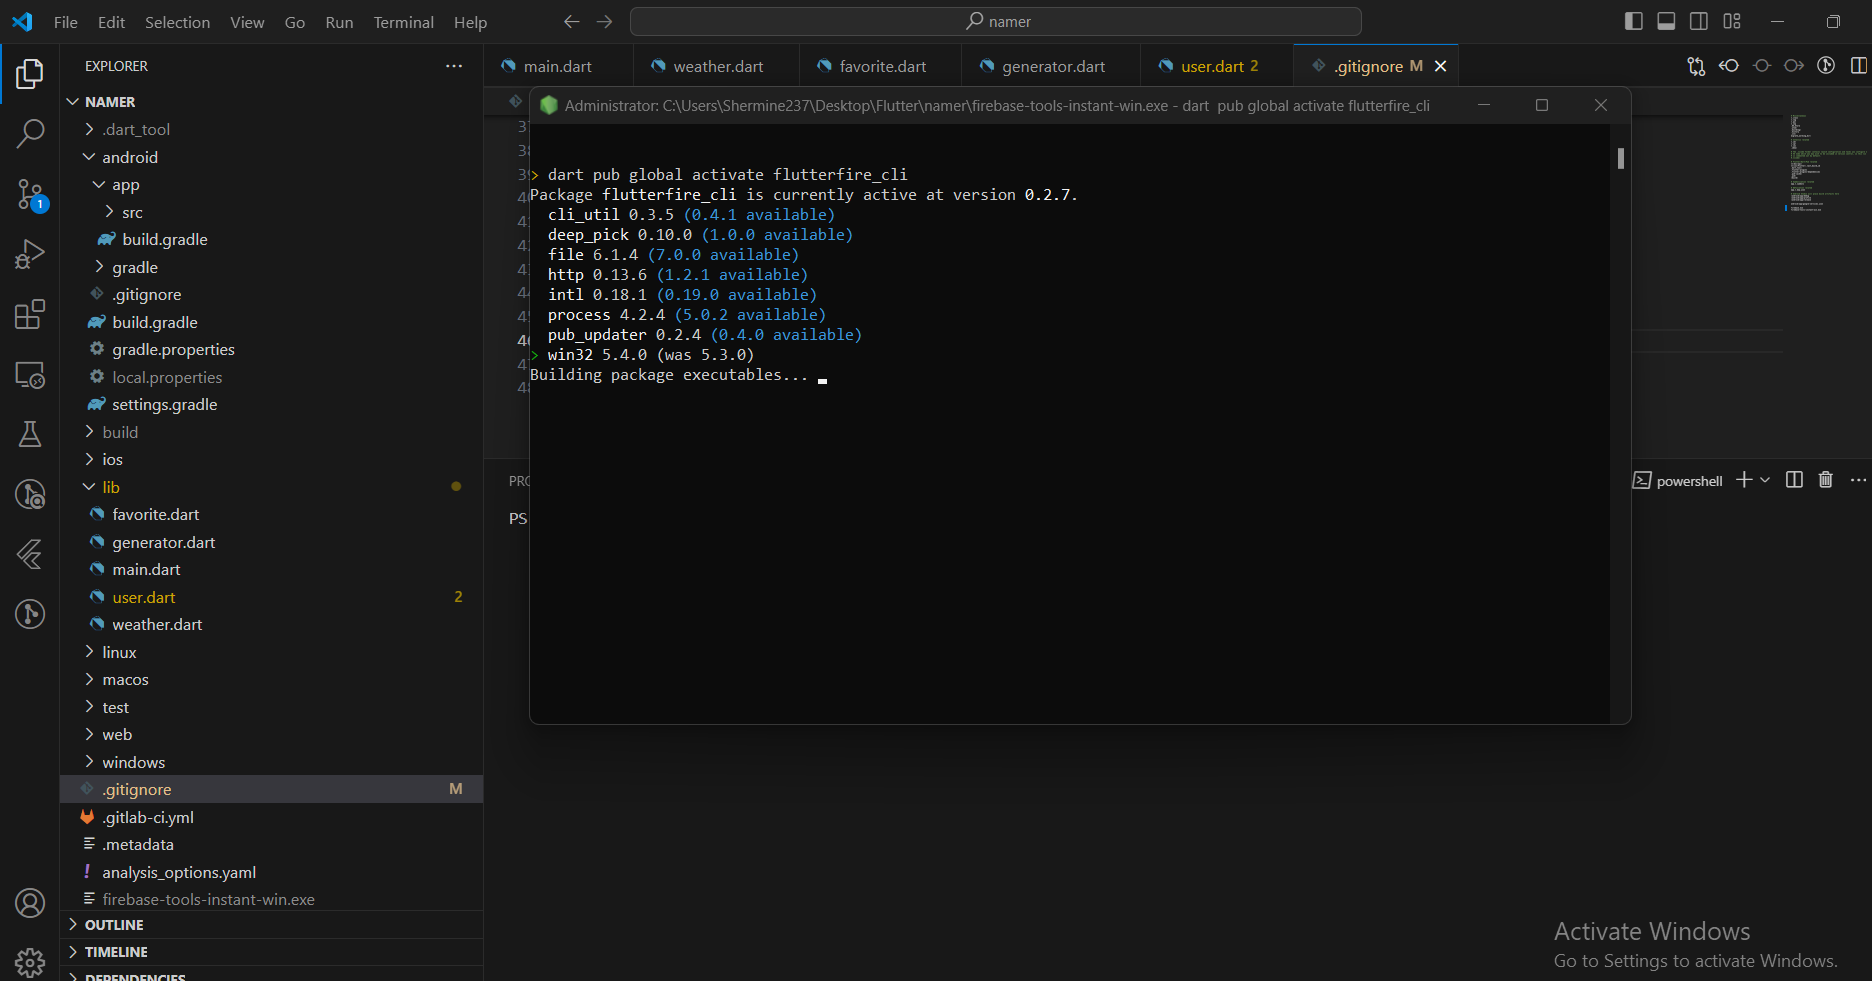 File Edit Selection View Go Run Terminal Help
namer
EXPLORER
NAMER
.dart_tool
android
app
src
build.gradle
gradle
.gitignore
build.gradle
gradle.properties
local.properties
settings.gradle
build
ios
lib
favorite.dart
generator.dart
main.dart
user.dart 2
weather.dart
linux
macos
test
web
windows
.gitignore M
.gitlab-ci.yml
.metadata
analysis_options.yaml
firebase-tools-instant-win.exe
OUTLINE
TIMELINE
DEPENDENCIES
1
main.dart weather.dart favorite.dart generator.dart user.dart 2 .gitignore M
Administrator: C:\Users\Shermine237\Desktop\Flutter\namer\firebase-tools-instant-win.exe - dart pub global activate flutterfire_cli
> dart pub global activate flutterfire_cli
Package flutterfire_cli is currently active at version 0.2.7.
cli_util 0.3.5 (0.4.1 available)
deep_pick 0.10.0 (1.0.0 available)
file 6.1.4 (7.0.0 available)
http 0.13.6 (1.2.1 available)
intl 0.18.1 (0.19.0 available)
process 4.2.4 (5.0.2 available)
pub_updater 0.2.4 (0.4.0 available)
> win32 5.4.0 (was 5.3.0)
Building package executables...
powershell
PS
Activate Windows
Go to Settings to activate Windows.